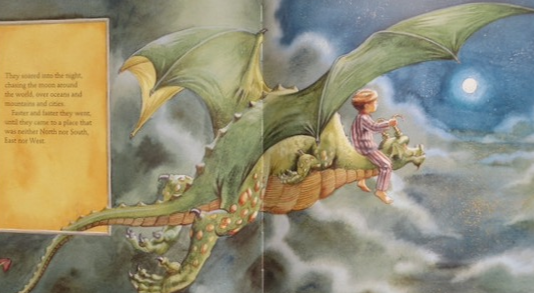 They soared into the night,
chasing the moon around
the world, over oceans and
mountains and cities.
Faster and faster they went,
until they came to a place that
was neither North nor South,
East nor West.